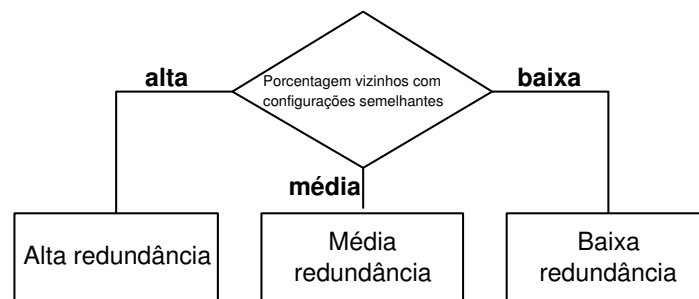 alta
Porcentagem vizinhos com
configurações semelhantes
baixa
média
Alta redundância
Média
redundância
Baixa
redundância